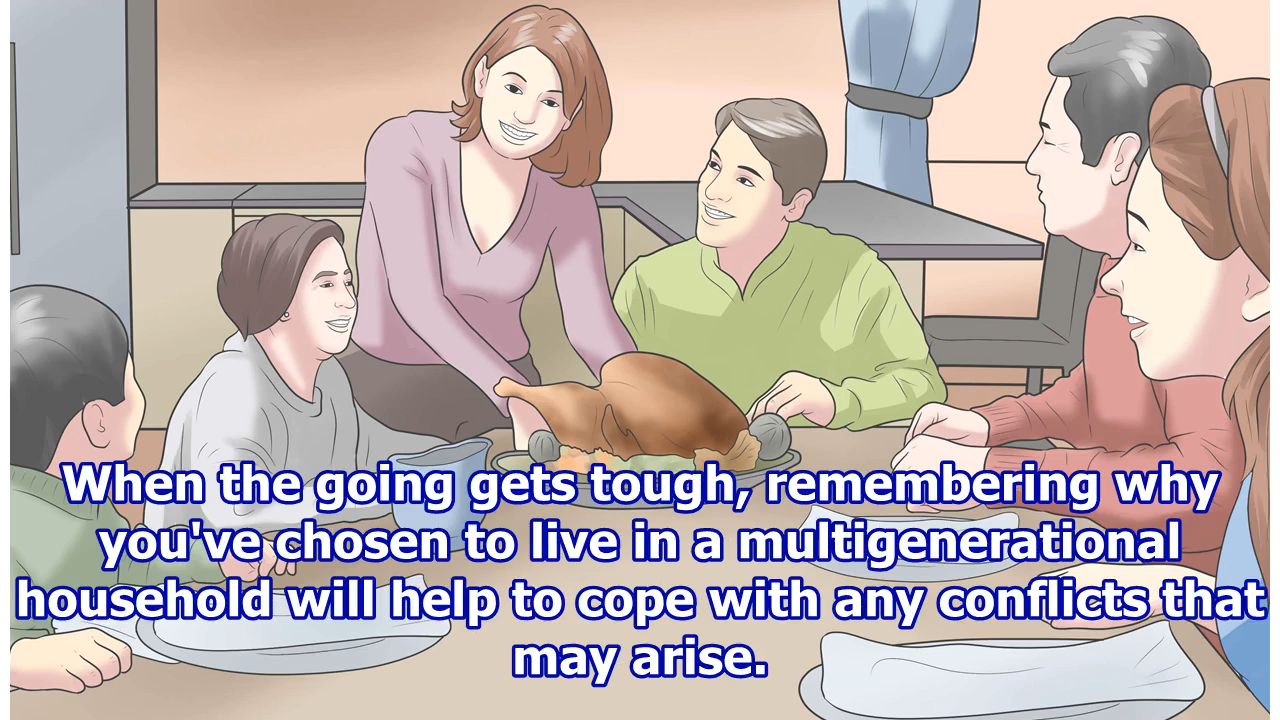 When the going gets tough, remembering why
you've chosen to live in a multigenerational
household will help to cope with any conflicts that
may arise.